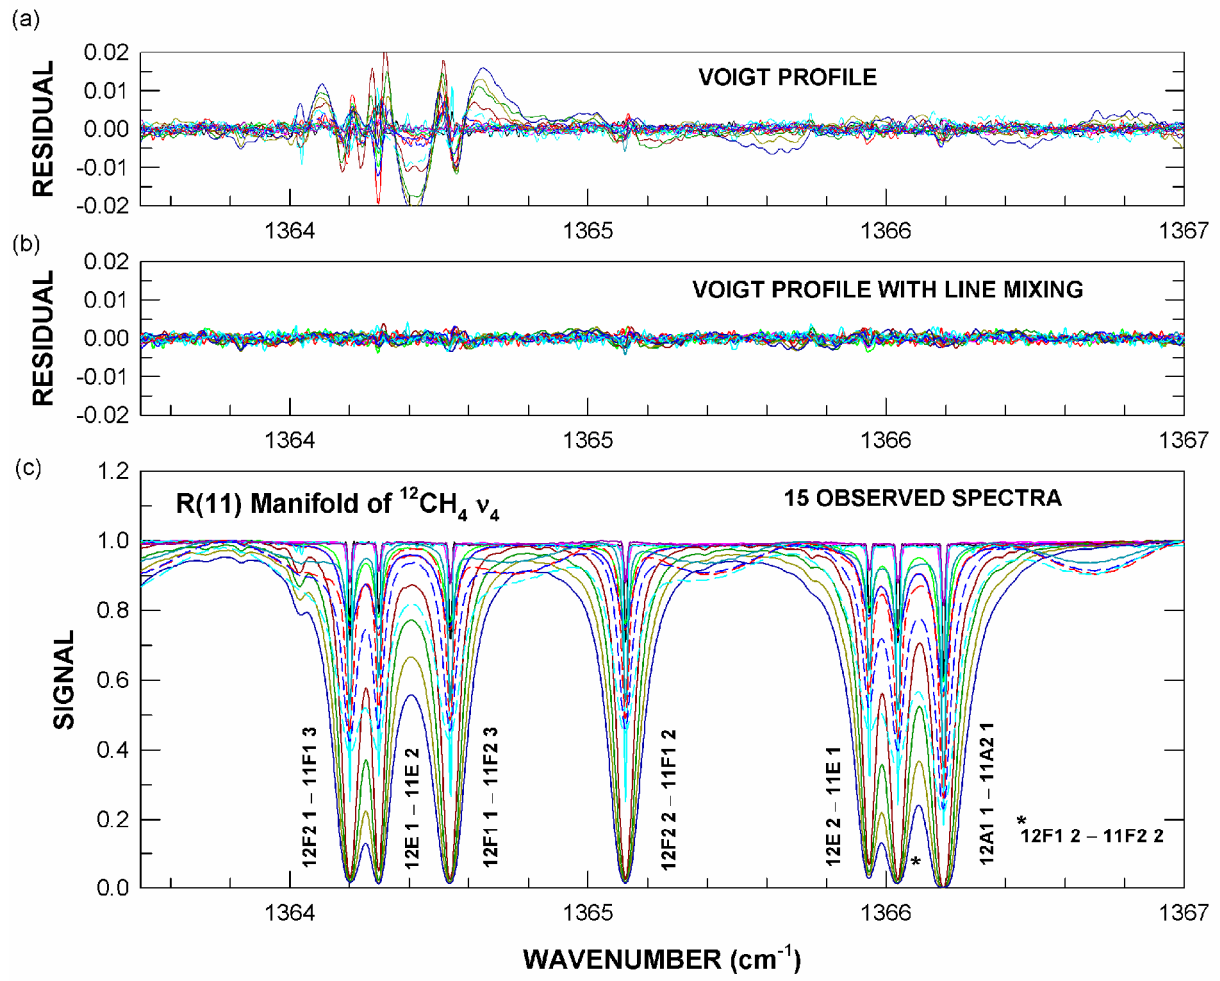 (a)
0.02
0.01
0.00
-0.01
-0.02
RESIDUAL
VOIGT PROFILE
1364
1365
1366
1367
(b)
0.02
0.01
0.00
-0.01
-0.02
RESIDUAL
VOIGT PROFILE WITH LINE MIXING
1364
1365
1366
1367
(c)
1.2
1.0
0.8
0.6
0.4
0.2
0.0
SIGNAL
R(11) Manifold of ¹²CH₄ ν₄
15 OBSERVED SPECTRA
12F2 1 – 11F1 3
12E 1 – 11E 2
12F1 1 – 11F2 3
12F2 2 – 11F1 2
12E 2 – 11E 1
*
12A1 1 – 11A2 1
*12F1 2 – 11F2 2
1364
1365
1366
1367
WAVENUMBER (cm⁻¹)